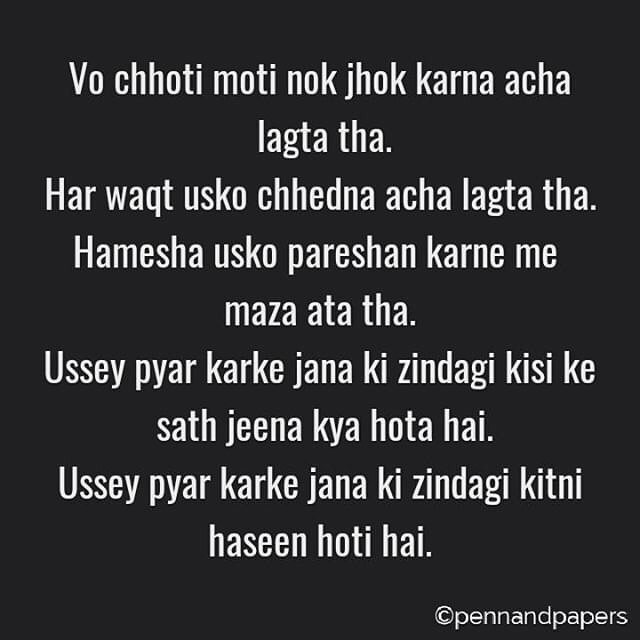 Vo chhoti moti nok jhok karna acha
lagta tha.
Har waqt usko chhedna acha lagta tha.
Hamesha usko pareshan karne me
maza ata tha.
Ussey pyar karke jana ki zindagi kisi ke
sath jeena kya hota hai.
Ussey pyar karke jana ki zindagi kitni
haseen hoti hai.
©pennandpapers